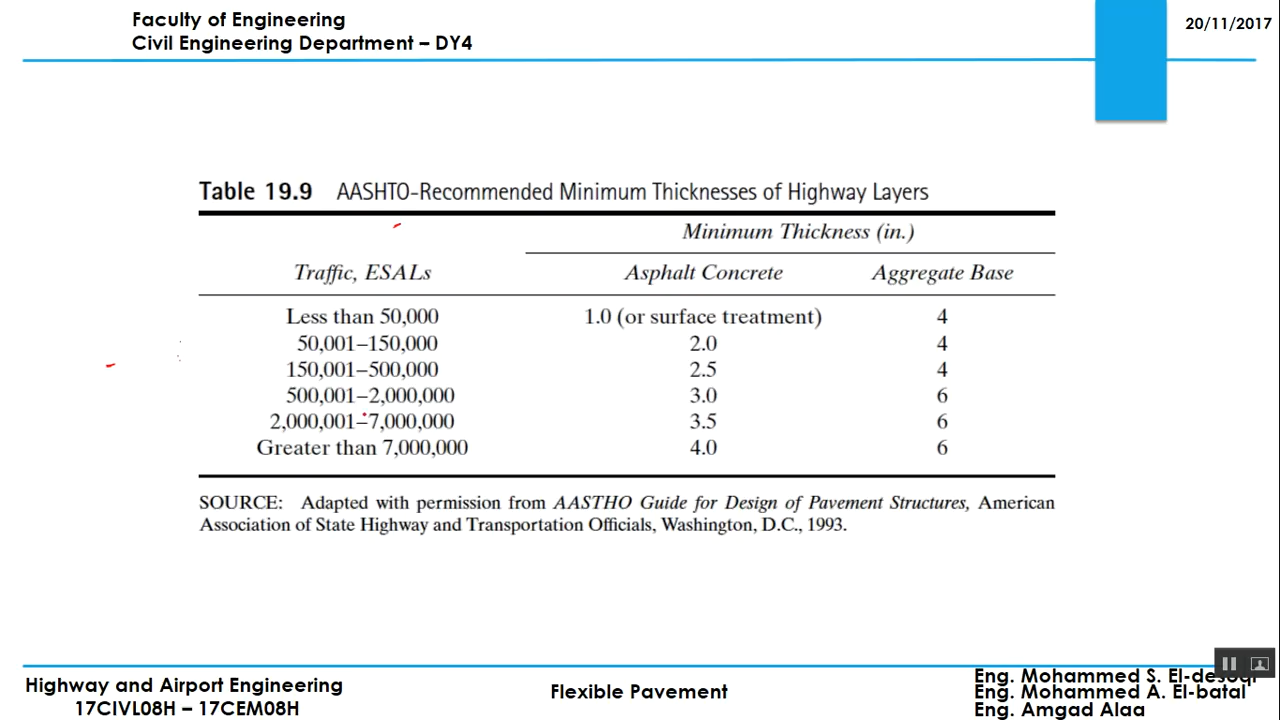 Faculty of Engineering
Civil Engineering Department – DY4
20/11/2017
Table 19.9 AASHTO-Recommended Minimum Thicknesses of Highway Layers
Minimum Thickness (in.)
Traffic, ESALs Asphalt Concrete Aggregate Base
Less than 50,000 1.0 (or surface treatment) 4
50,001–150,000 2.0 4
150,001–500,000 2.5 4
500,001–2,000,000 3.0 6
2,000,001–7,000,000 3.5 6
Greater than 7,000,000 4.0 6
SOURCE: Adapted with permission from AASTHO Guide for Design of Pavement Structures, American
Association of State Highway and Transportation Officials, Washington, D.C., 1993.
Highway and Airport Engineering
17CIVL08H – 17CEM08H
Flexible Pavement
Eng. Mohammed S. El-desoqi
Eng. Mohammed A. El-batal
Eng. Amgad Alaa